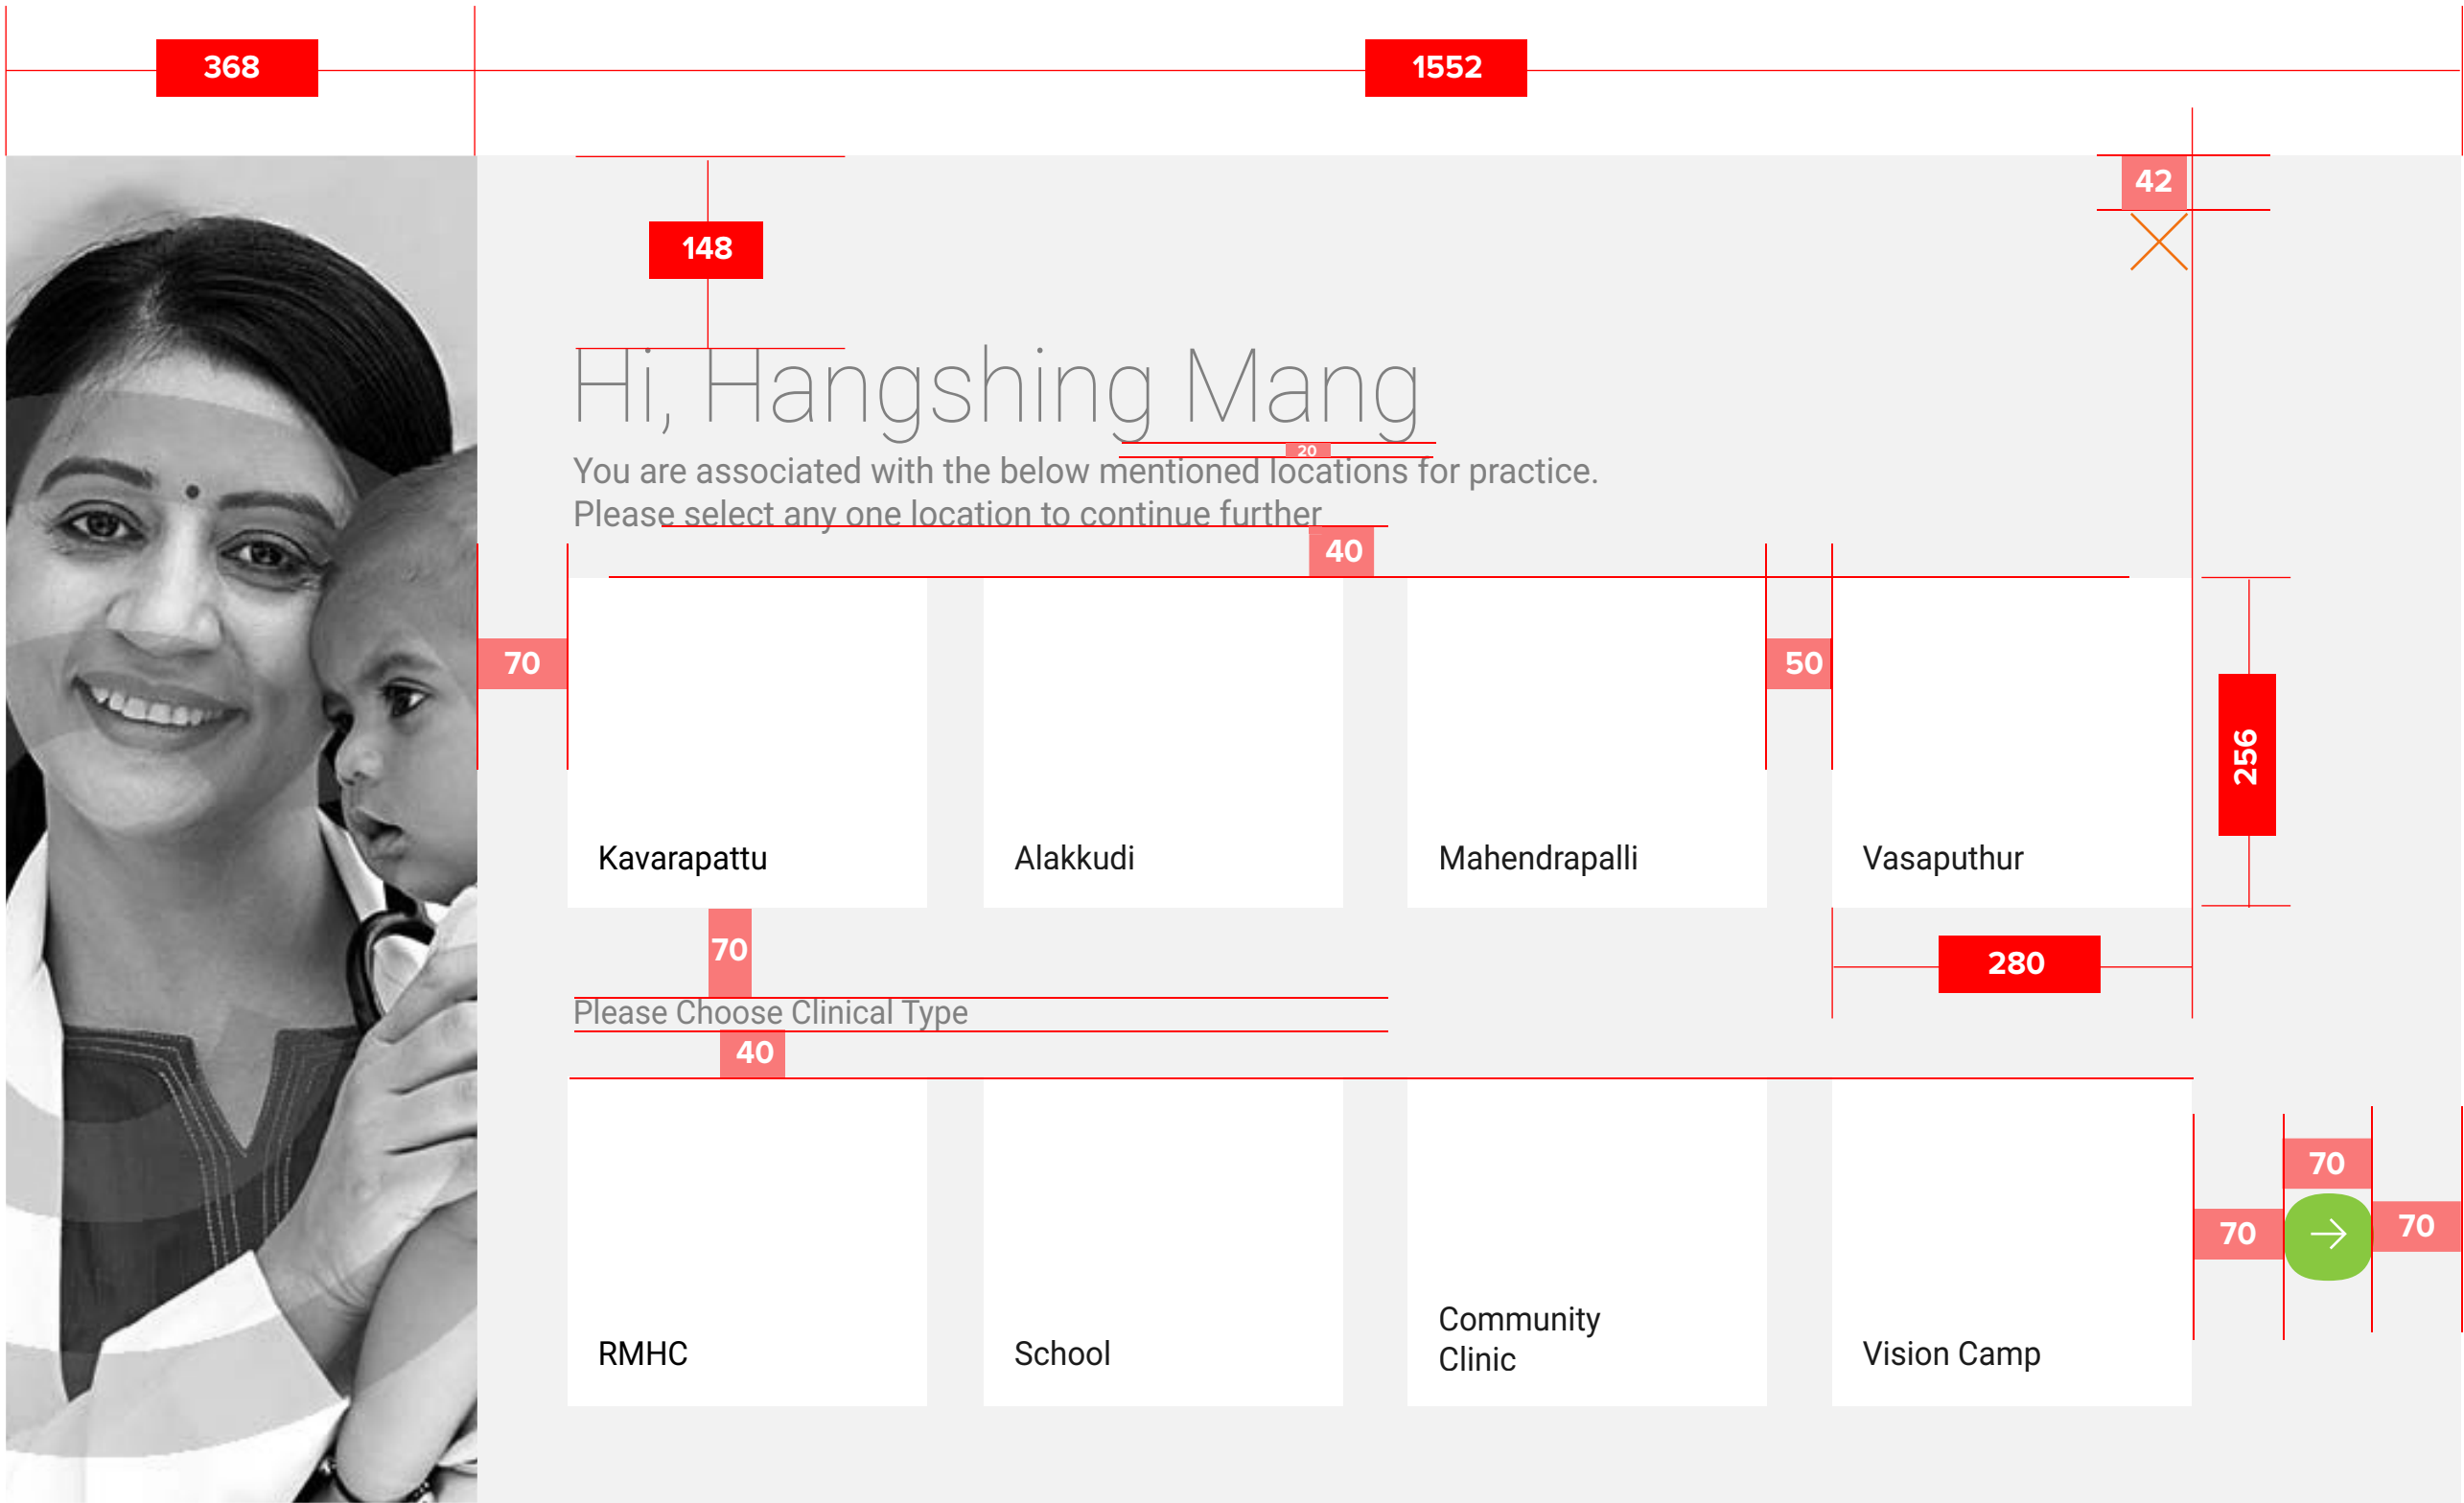 368
1552
42
148
Hi, Hangshing Mang
20
You are associated with the below mentioned locations for practice.
Please select any one location to continue further
40
70
50
256
Kavarapattu
Alakkudi
Mahendrapalli
Vasaputhur
70
280
Please Choose Clinical Type
40
70
70
70
RMHC
School
Community
Clinic
Vision Camp